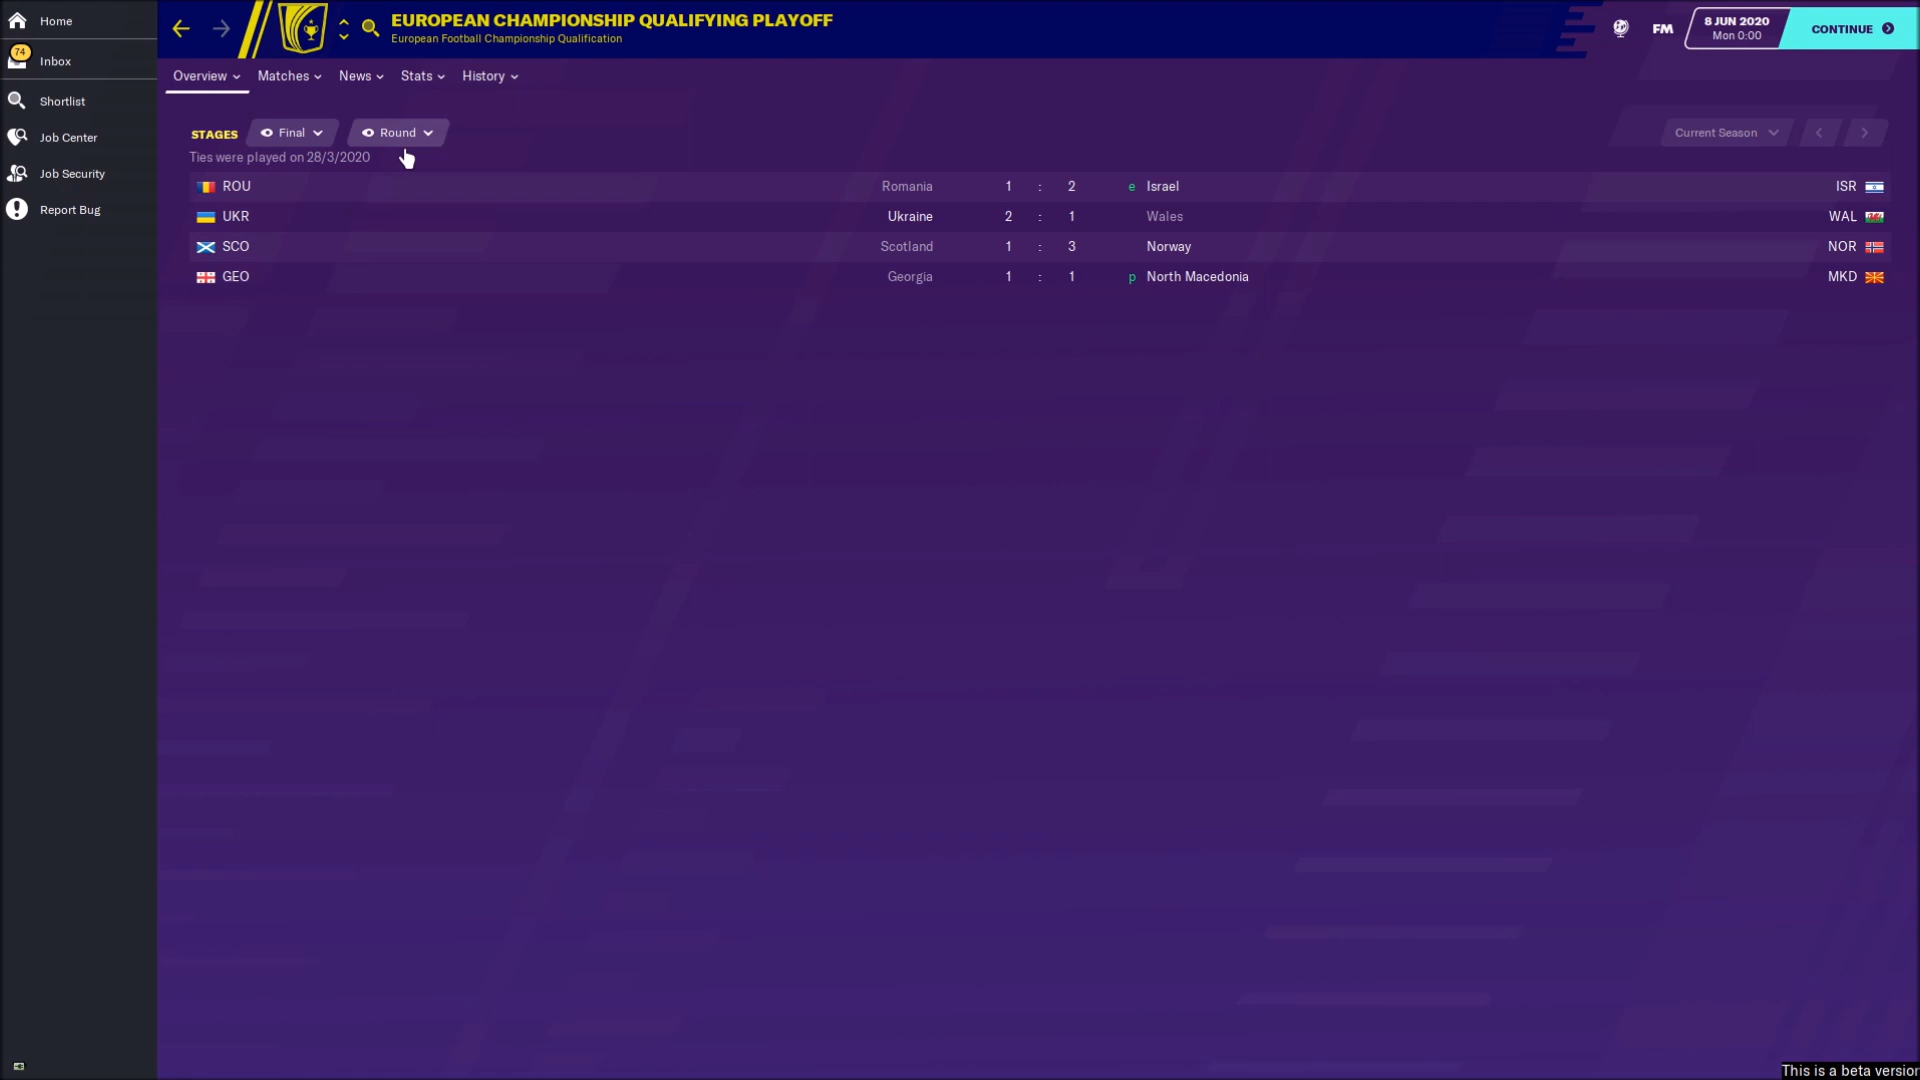 Home
74
Inbox
Shortlist
Job Center
Job Security
Report Bug
EUROPEAN CHAMPIONSHIP QUALIFYING PLAYOFF
European Football Championship Qualification
FM
8 JUN 2020
Mon 0:00
CONTINUE
Overview Matches News Stats History
STAGES Final Round Current Season
Ties were played on 28/3/2020
ROU Romania 1 : 2 e Israel ISR
UKR Ukraine 2 : 1 Wales WAL
SCO Scotland 1 : 3 Norway NOR
GEO Georgia 1 : 1 p North Macedonia MKD
This is a beta version